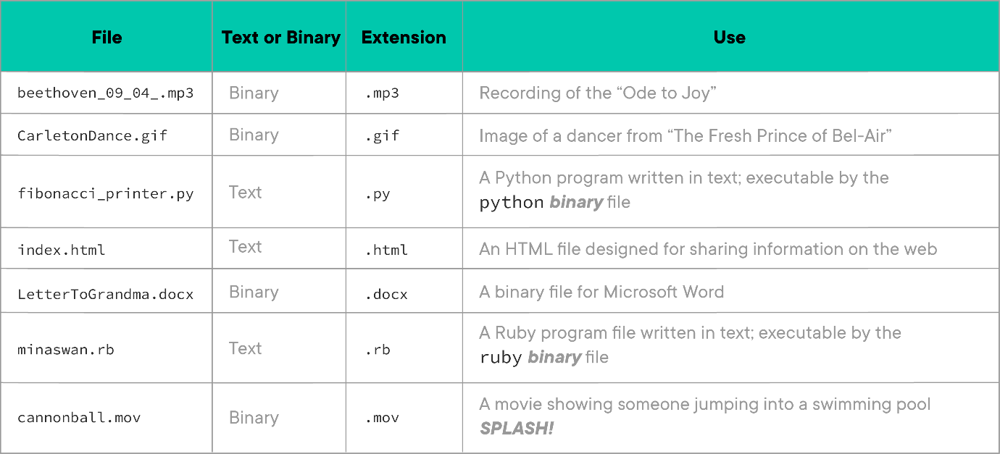 File Text or Binary Extension Use
beethoven_09_04_.mp3 Binary .mp3 Recording of the “Ode to Joy”
CarletonDance.gif Binary .gif Image of a dancer from “The Fresh Prince of Bel-Air”
fibonacci_printer.py Text .py A Python program written in text; executable by the
python binary file
index.html Text .html An HTML file designed for sharing information on the web
LetterToGrandma.docx Binary .docx A binary file for Microsoft Word
minaswan.rb Text .rb A Ruby program file written in text; executable by the
ruby binary file
cannonball.mov Binary .mov A movie showing someone jumping into a swimming pool
SPLASH!